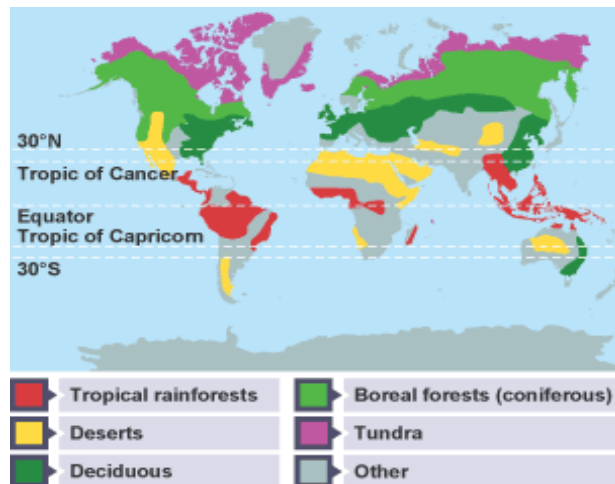 30°N
Tropic of Cancer
Equator
Tropic of Capricorn
30°S
Tropical rainforests
Boreal forests (coniferous)
Deserts
Tundra
Deciduous
Other